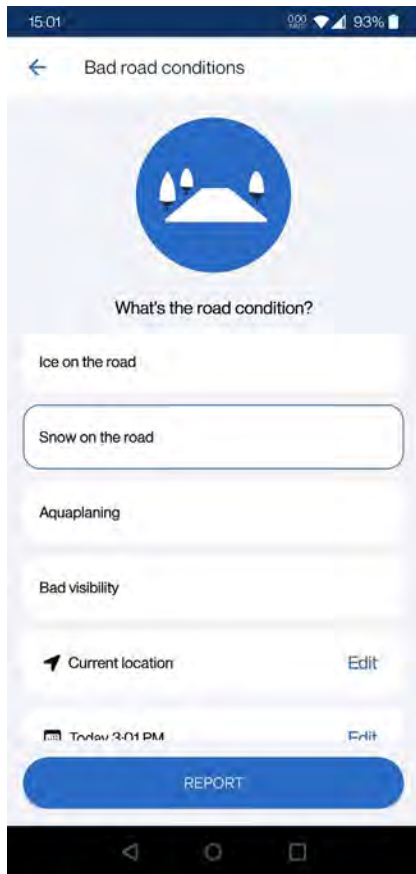 15:01
93%
Bad road conditions
What's the road condition?
Ice on the road
Snow on the road
Aquaplaning
Bad visibility
Current location Edit
Today 3:01 PM Edit
REPORT